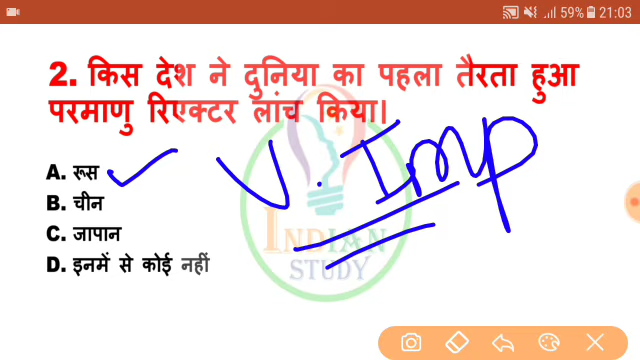 59% 21:03
2. किस देश ने दुनिया का पहला तैरता हुआ
परमाणु रिएक्टर लांच किया।
A. रूस
V. Imp
B. चीन
C. जापान
INDIAN
D. इनमें से कोई नहीं
STUDY